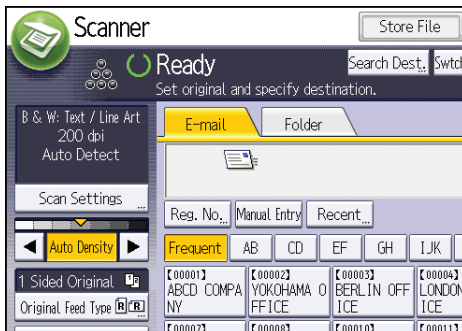 Scanner
Store File
Ready
Search Dest.
Set original and specify destination.
B & W: Text / Line Art
200 dpi
Auto Detect
E-mail
Folder
Scan Settings
Reg. No.
Manual Entry
Recent
Auto Density
Frequent
AB
CD
EF
GH
IJK
1 Sided Original
Original Feed Type
[00001]
ABCD COMPA
NY
[00002]
YOKOHAMA O
FFICE
[00003]
BERLIN OFF
ICE
[00004]
LONDON
ICE